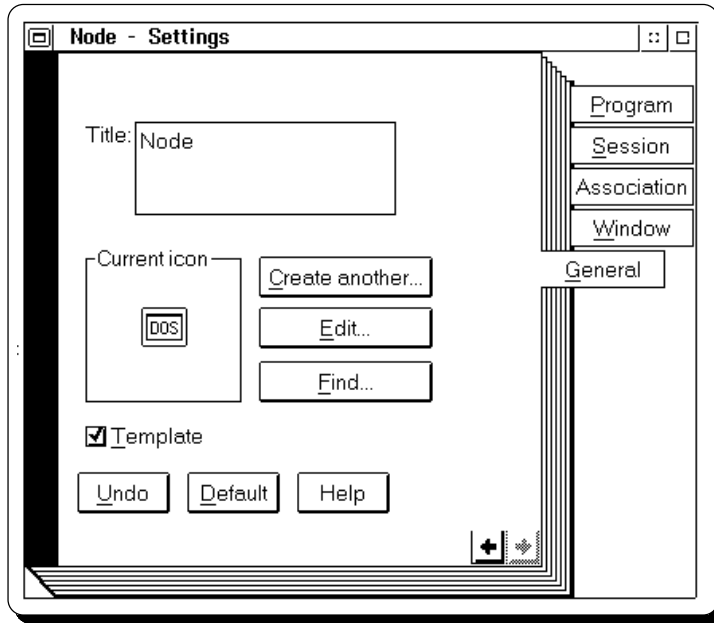 Node - Settings
Program
Session
Association
Window
General
Title: Node
Current icon
DOS
Create another...
Edit...
Find...
Template
Undo Default Help